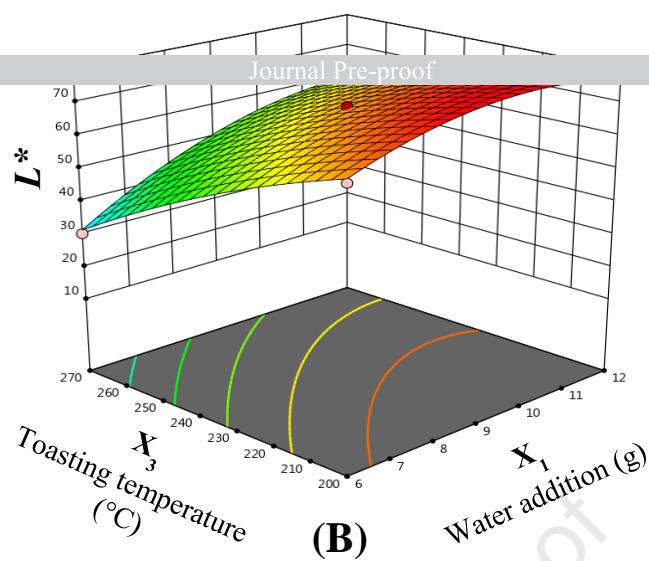 Journal Pre-proof
L*
70
60
50
40
30
20
10
270
260
250
240
230
220
210
200
6
7
8
9
10
11
12
X3
Toasting temperature
(°C)
X1
Water addition (g)
(B)
of